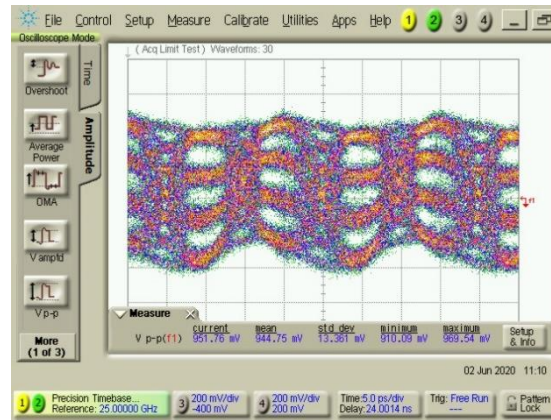 File Control Setup Measure Calibrate Utilities Apps Help 1 2 3 4
Oscilloscope Mode
( Acq Limit Test ) Waveforms: 30
Time
Amplitude
Overshoot
Average
Power
OMA
V amptd
V p-p
More
(1 of 3)
f1
Measure
current mean std dev minimum maximum
V p-p(f1) 951.76 mV 944.75 mV 13.361 mV 910.09 mV 969.54 mV
Setup
& Info
02 Jun 2020 11:10
1 2 Precision Timebase...
Reference: 25.00000 GHz
3 200 mV/div
-400 mV
4 200 mV/div
200 mV
Time:5.0 ps/div
Delay:24.0014 ns
Trig: Free Run
---
Pattern
Lock